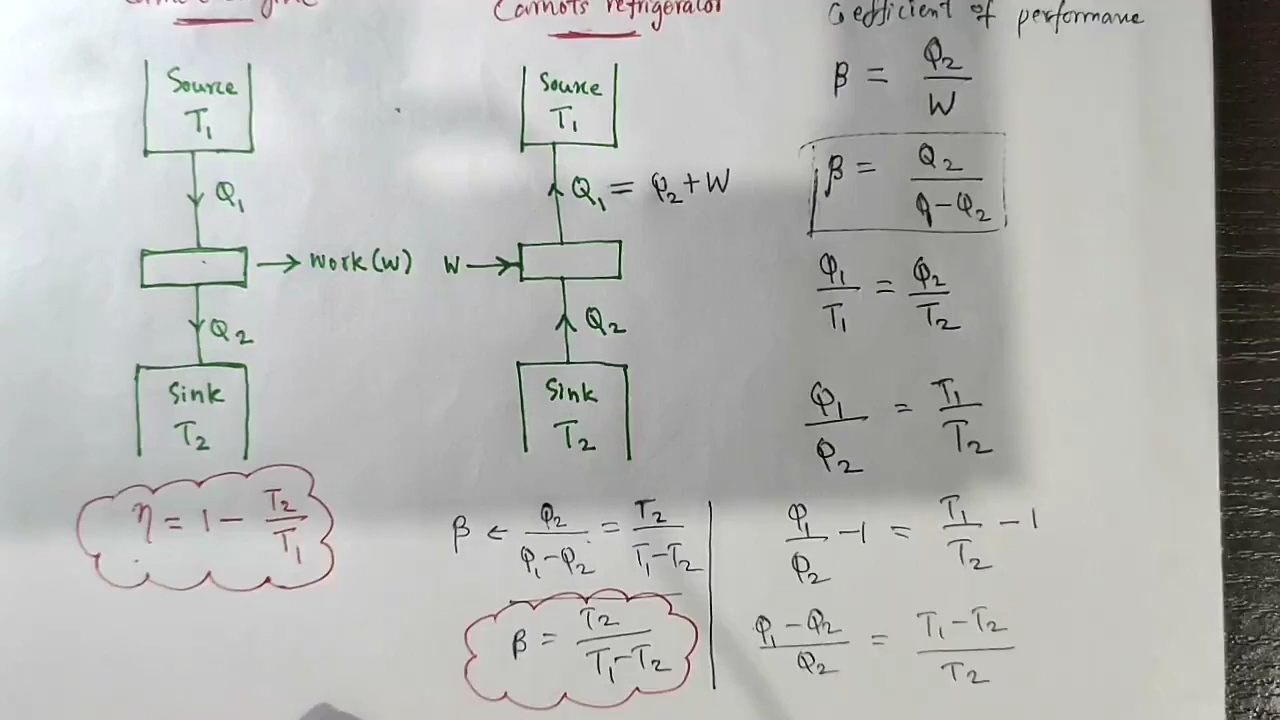 Carnots refrigerator
Coefficient of performane
Source
T₁
Q₁
Work(W)
Q₂
Sink
T₂
η = 1 - T₂/T₁
Source
T₁
Q₁ = Q₂+W
W
Q₂
Sink
T₂
β ← Q₂/(Q₁-Q₂) = T₂/(T₁-T₂)
β = T₂/(T₁-T₂)
β = Q₂/W
β = Q₂/(Q-Q₂)
Q₁/T₁ = Q₂/T₂
Q₁/Q₂ = T₁/T₂
Q₁/Q₂ -1 = T₁/T₂ -1
(Q₁-Q₂)/Q₂ = (T₁-T₂)/T₂